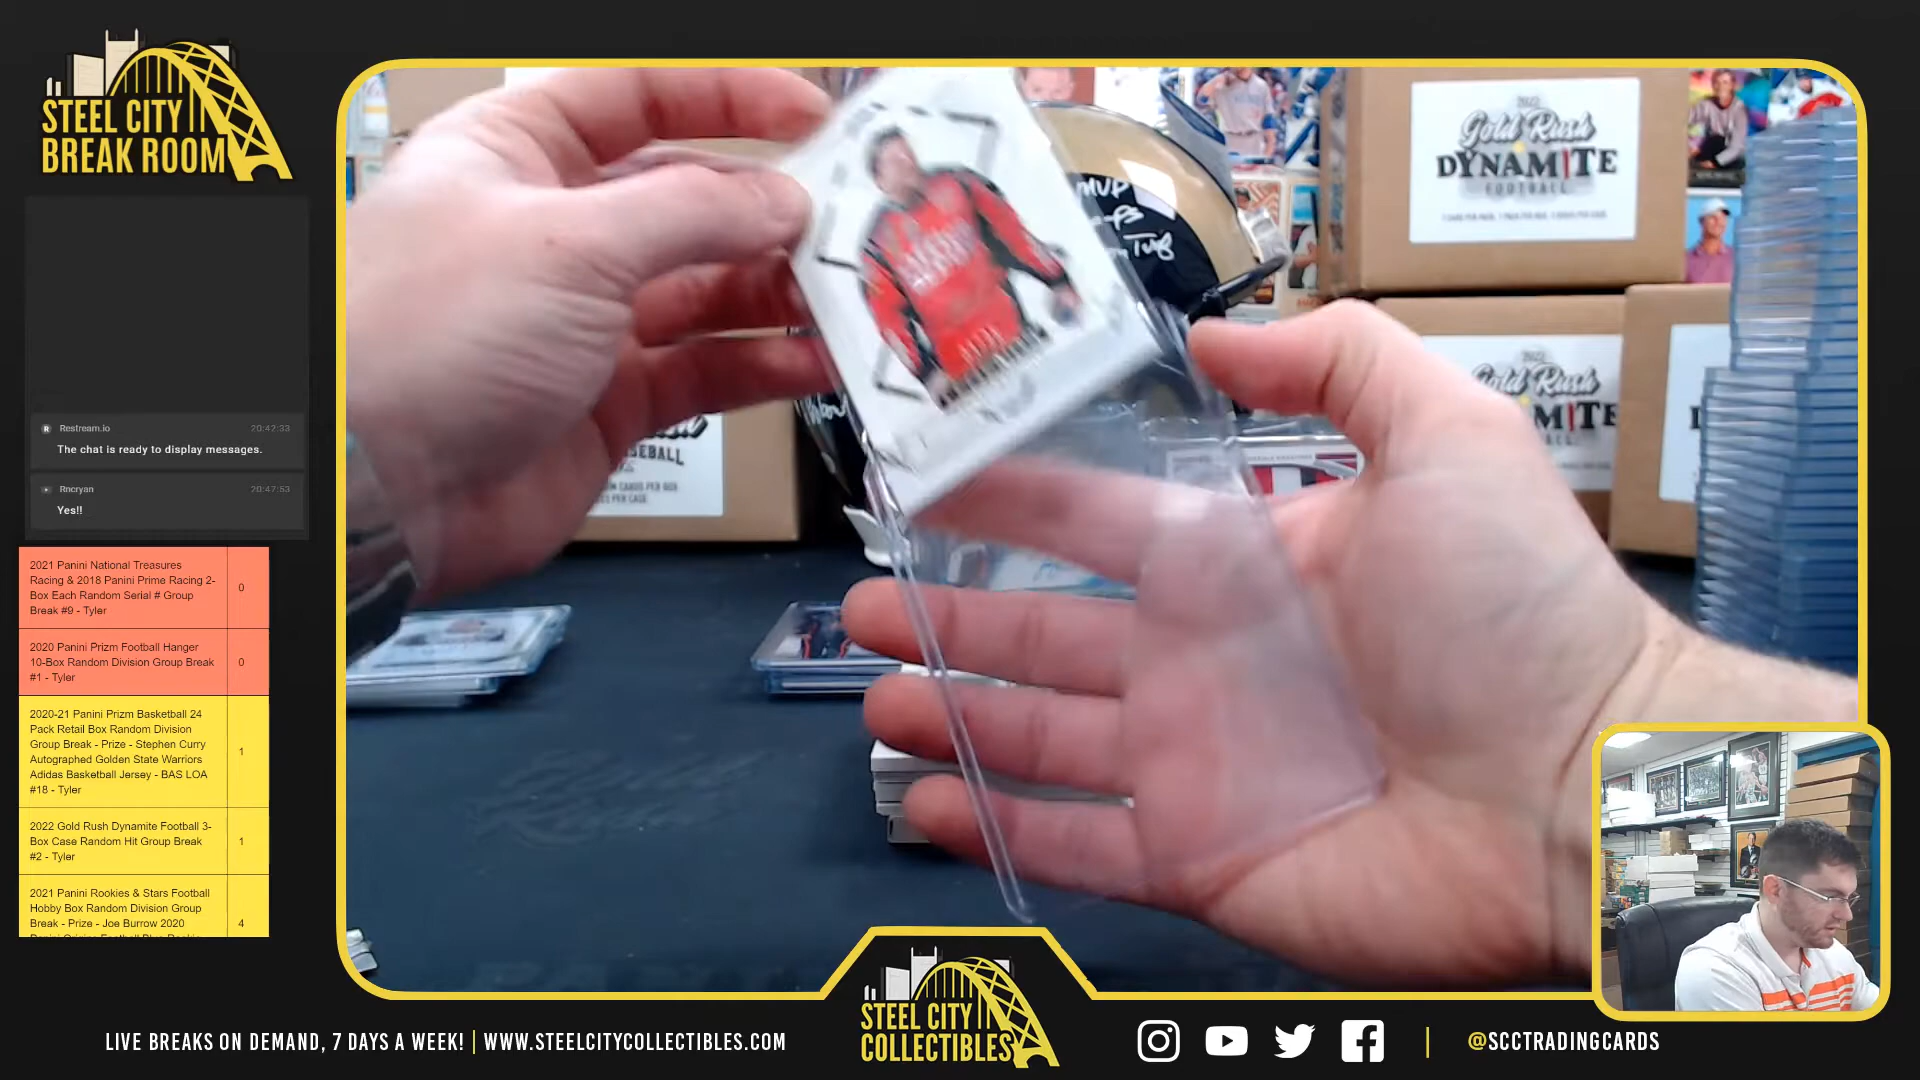 STEEL CITY
BREAK ROOM
Restream.io 20:42:33
The chat is ready to display messages.
Rncryan 20:47:53
Yes!!
2021 Panini National Treasures
Racing & 2018 Panini Prime Racing 2-
Box Each Random Serial # Group
Break #9 - Tyler
0
2020 Panini Prizm Football Hanger
10-Box Random Division Group Break
#1 - Tyler
0
2020-21 Panini Prizm Basketball 24
Pack Retail Box Random Division
Group Break - Prize - Stephen Curry
Autographed Golden State Warriors
Adidas Basketball Jersey - BAS LOA
#18 - Tyler
1
2022 Gold Rush Dynamite Football 3-
Box Case Random Hit Group Break
#2 - Tyler
1
2021 Panini Rookies & Stars Football
Hobby Box Random Division Group
Break - Prize - Joe Burrow 2020
4
MVP
2022
Gold Rush
DYNAMITE
FOOTBALL
Gold Rush
BASEBALL
STEEL CITY
COLLECTIBLES
LIVE BREAKS ON DEMAND, 7 DAYS A WEEK! | WWW.STEELCITYCOLLECTIBLES.COM
@SCCTRADINGCARDS